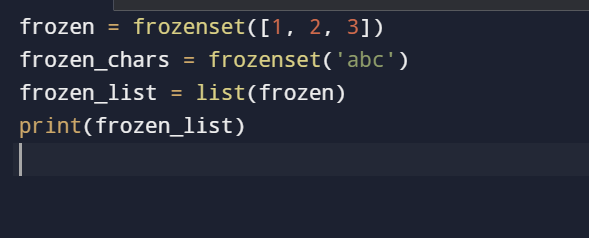 frozen = frozenset([1, 2, 3])
frozen_chars = frozenset('abc')
frozen_list = list(frozen)
print(frozen_list)